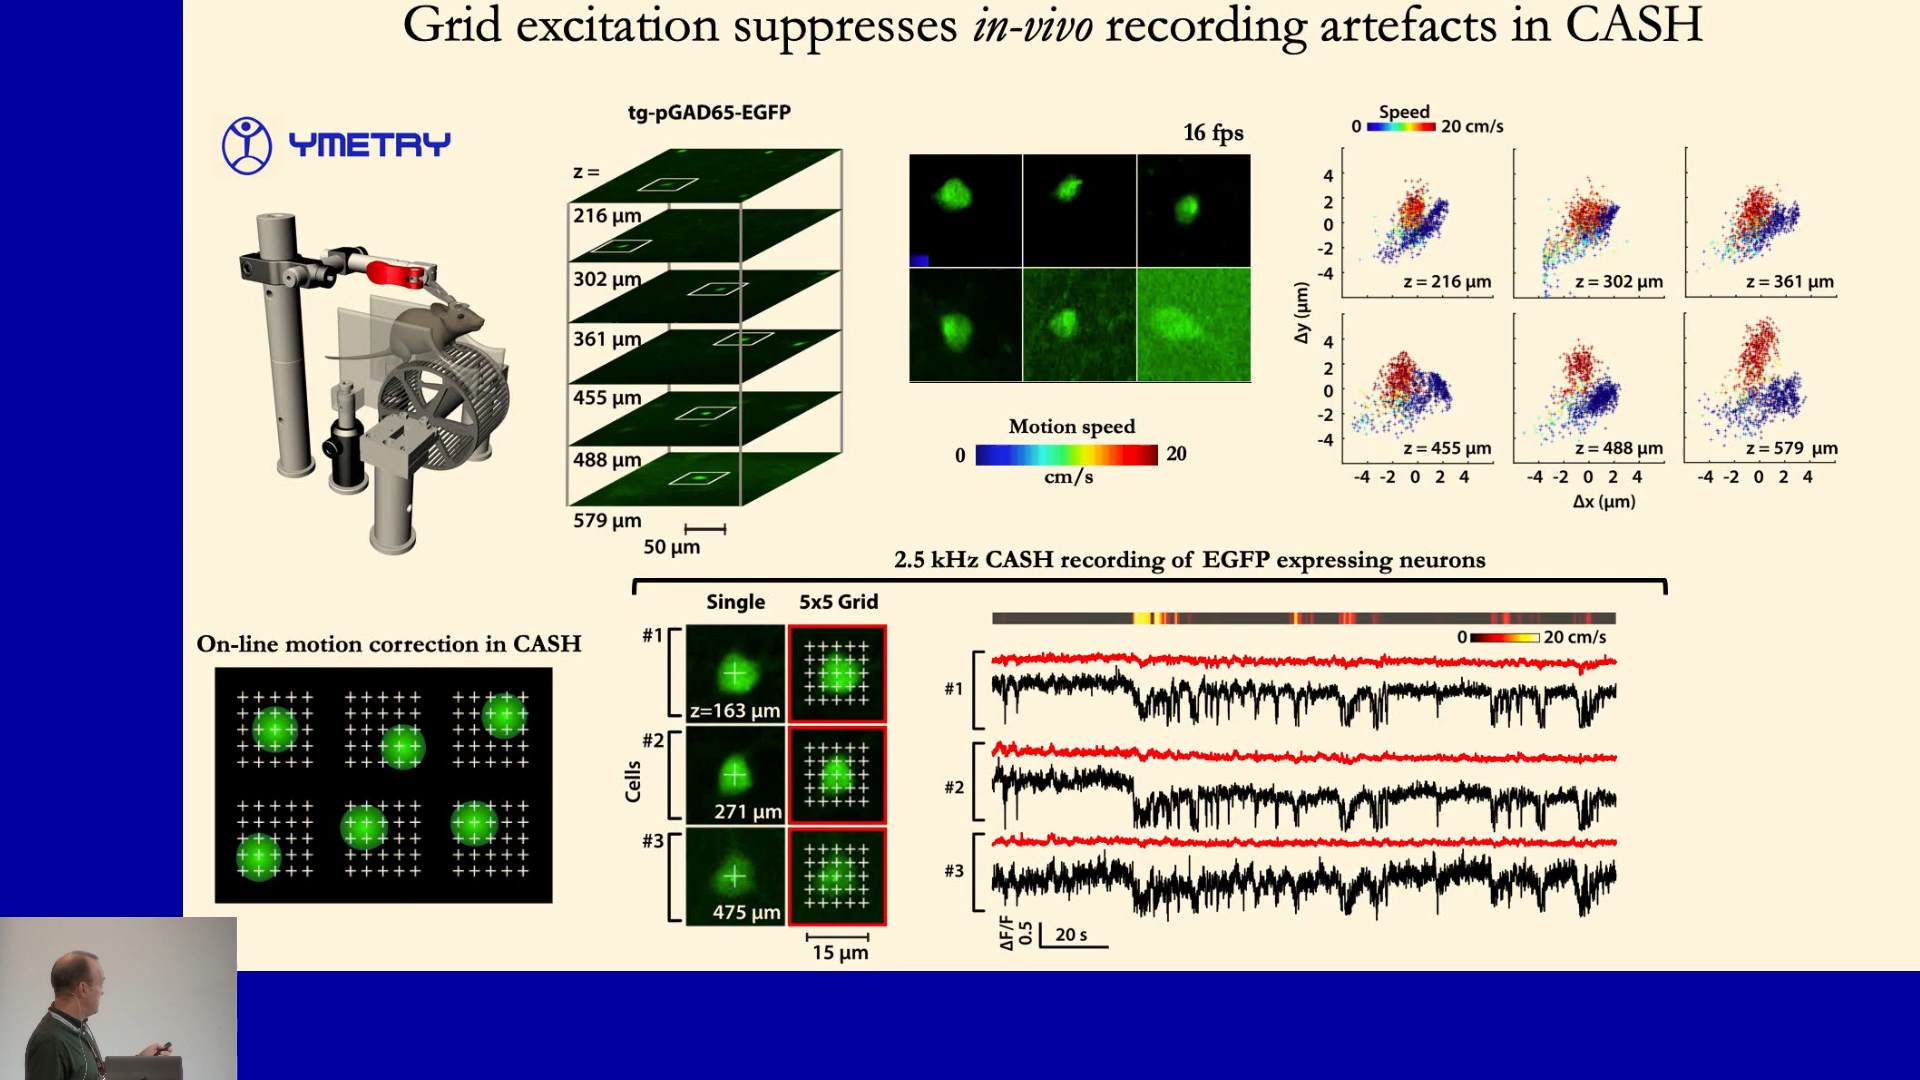 Grid excitation suppresses in-vivo recording artefacts in CASH
YMETRY
tg-pGAD65-EGFP
z =
216 µm
302 µm
361 µm
455 µm
488 µm
579 µm
50 µm
16 fps
Motion speed
0
20
cm/s
Speed
0
20 cm/s
4
2
0
-2
-4
z = 216 µm
z = 302 µm
z = 361 µm
Δy (µm)
4
2
0
-2
-4
z = 455 µm
z = 488 µm
z = 579 µm
-4 -2 0 2 4
-4 -2 0 2 4
-4 -2 0 2 4
Δx (µm)
2.5 kHz CASH recording of EGFP expressing neurons
On-line motion correction in CASH
Single
5x5 Grid
Cells
#1
z=163 µm
#2
271 µm
#3
475 µm
15 µm
0
20 cm/s
#1
#2
#3
ΔF/F
0.5
20 s